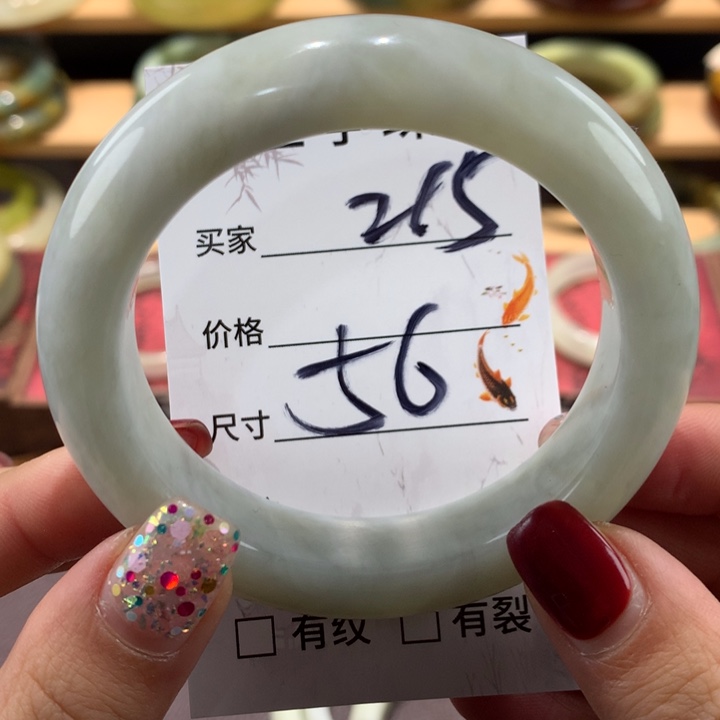 买家 215
价格
尺寸 56
□ 有纹 □ 有裂